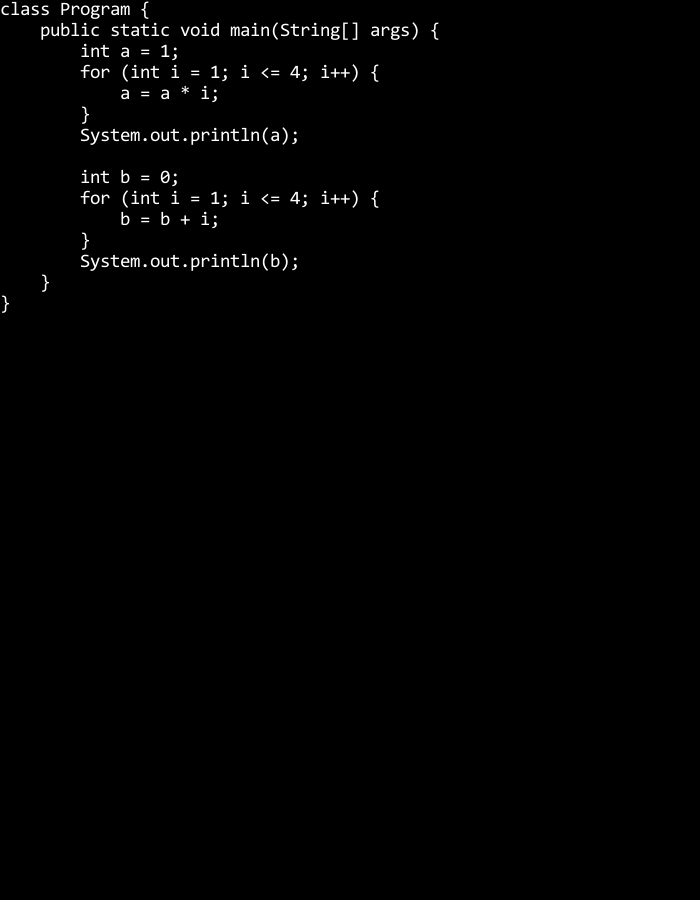 class Program {
    public static void main(String[] args) {
        int a = 1;
        for (int i = 1; i <= 4; i++) {
            a = a * i;
        }
        System.out.println(a);

        int b = 0;
        for (int i = 1; i <= 4; i++) {
            b = b + i;
        }
        System.out.println(b);
    }
}